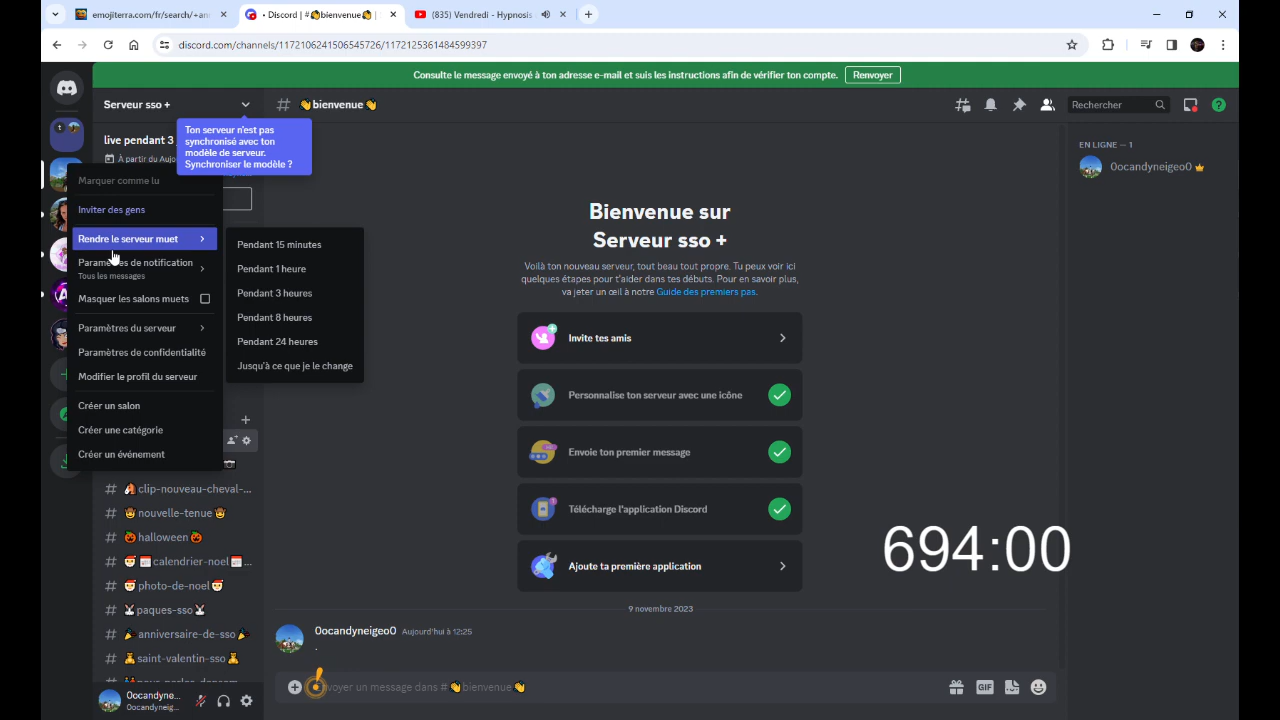 emojiterra.com/fr/search/+an
• Discord | #👋bienvenue👋 |
(835) Vendredi - Hypnosis
discord.com/channels/1172106241506545726/1172125361484599397
Consulte le message envoyé à ton adresse e-mail et suis les instructions afin de vérifier ton compte.
Renvoyer
Serveur sso +
# 👋bienvenue👋
Rechercher
Ton serveur n'est pas
synchronisé avec ton
modèle de serveur.
Synchroniser le modèle ?
live pendant 3
À partir du Aujo
Marquer comme lu
Inviter des gens
Rendre le serveur muet
Paramètres de notification
Tous les messages
Masquer les salons muets
Paramètres du serveur
Paramètres de confidentialité
Modifier le profil du serveur
Créer un salon
Créer une catégorie
Créer un événement
Pendant 15 minutes
Pendant 1 heure
Pendant 3 heures
Pendant 8 heures
Pendant 24 heures
Jusqu'à ce que je le change
# 🐴clip-nouveau-cheval-...
# 🤠nouvelle-tenue🤠
# 🎃halloween🎃
# 🎅📅calendrier-noel📅...
# 🎅photo-de-noel🎅
# 🐰paques-sso🐰
# 🎉anniversaire-de-sso🎉
# 🧸saint-valentin-sso🧸
Oocandyne...
Oocandyneig...
Bienvenue sur
Serveur sso +
Voilà ton nouveau serveur, tout beau tout propre. Tu peux voir ici
quelques étapes pour t'aider dans tes débuts. Pour en savoir plus,
va jeter un œil à notre Guide des premiers pas.
Invite tes amis
Personnalise ton serveur avec une icône
Envoie ton premier message
Télécharge l'application Discord
Ajoute ta première application
9 novembre 2023
OocandyneigeoO Aujourd'hui à 12:25
.
Envoyer un message dans #👋bienvenue👋
GIF
EN LIGNE — 1
OocandyneigeoO
694:00